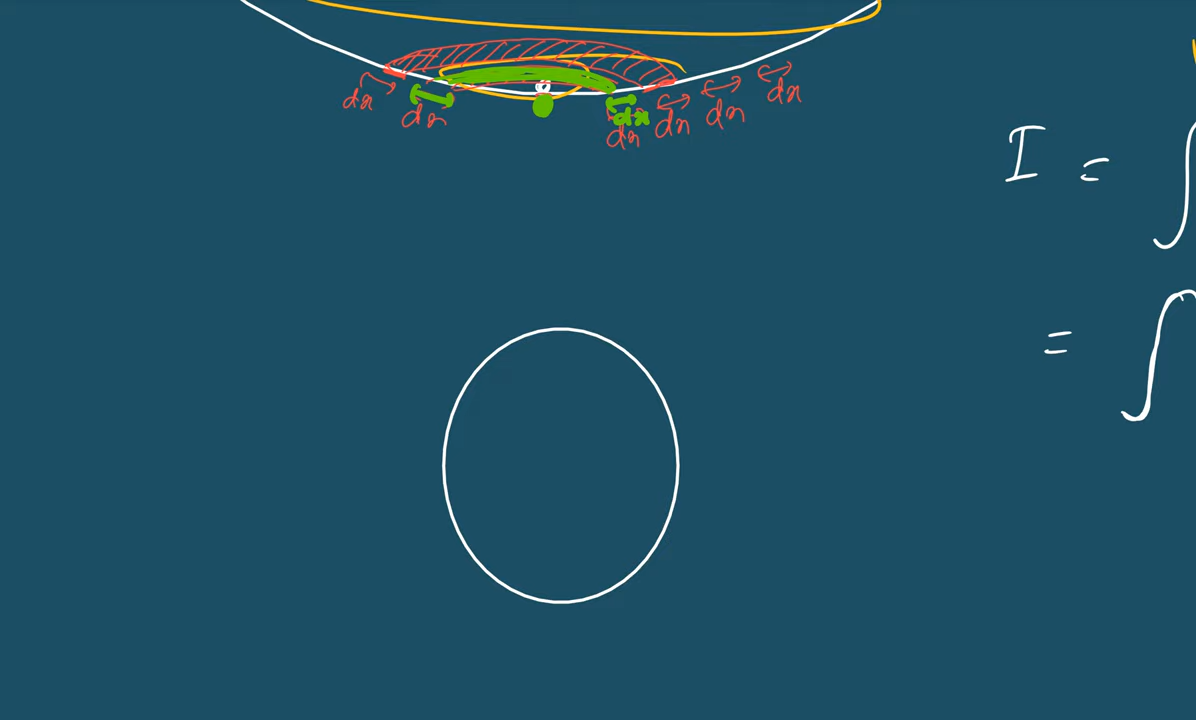 dx dx dx dx dx dx dx
I = ∫
= ∫